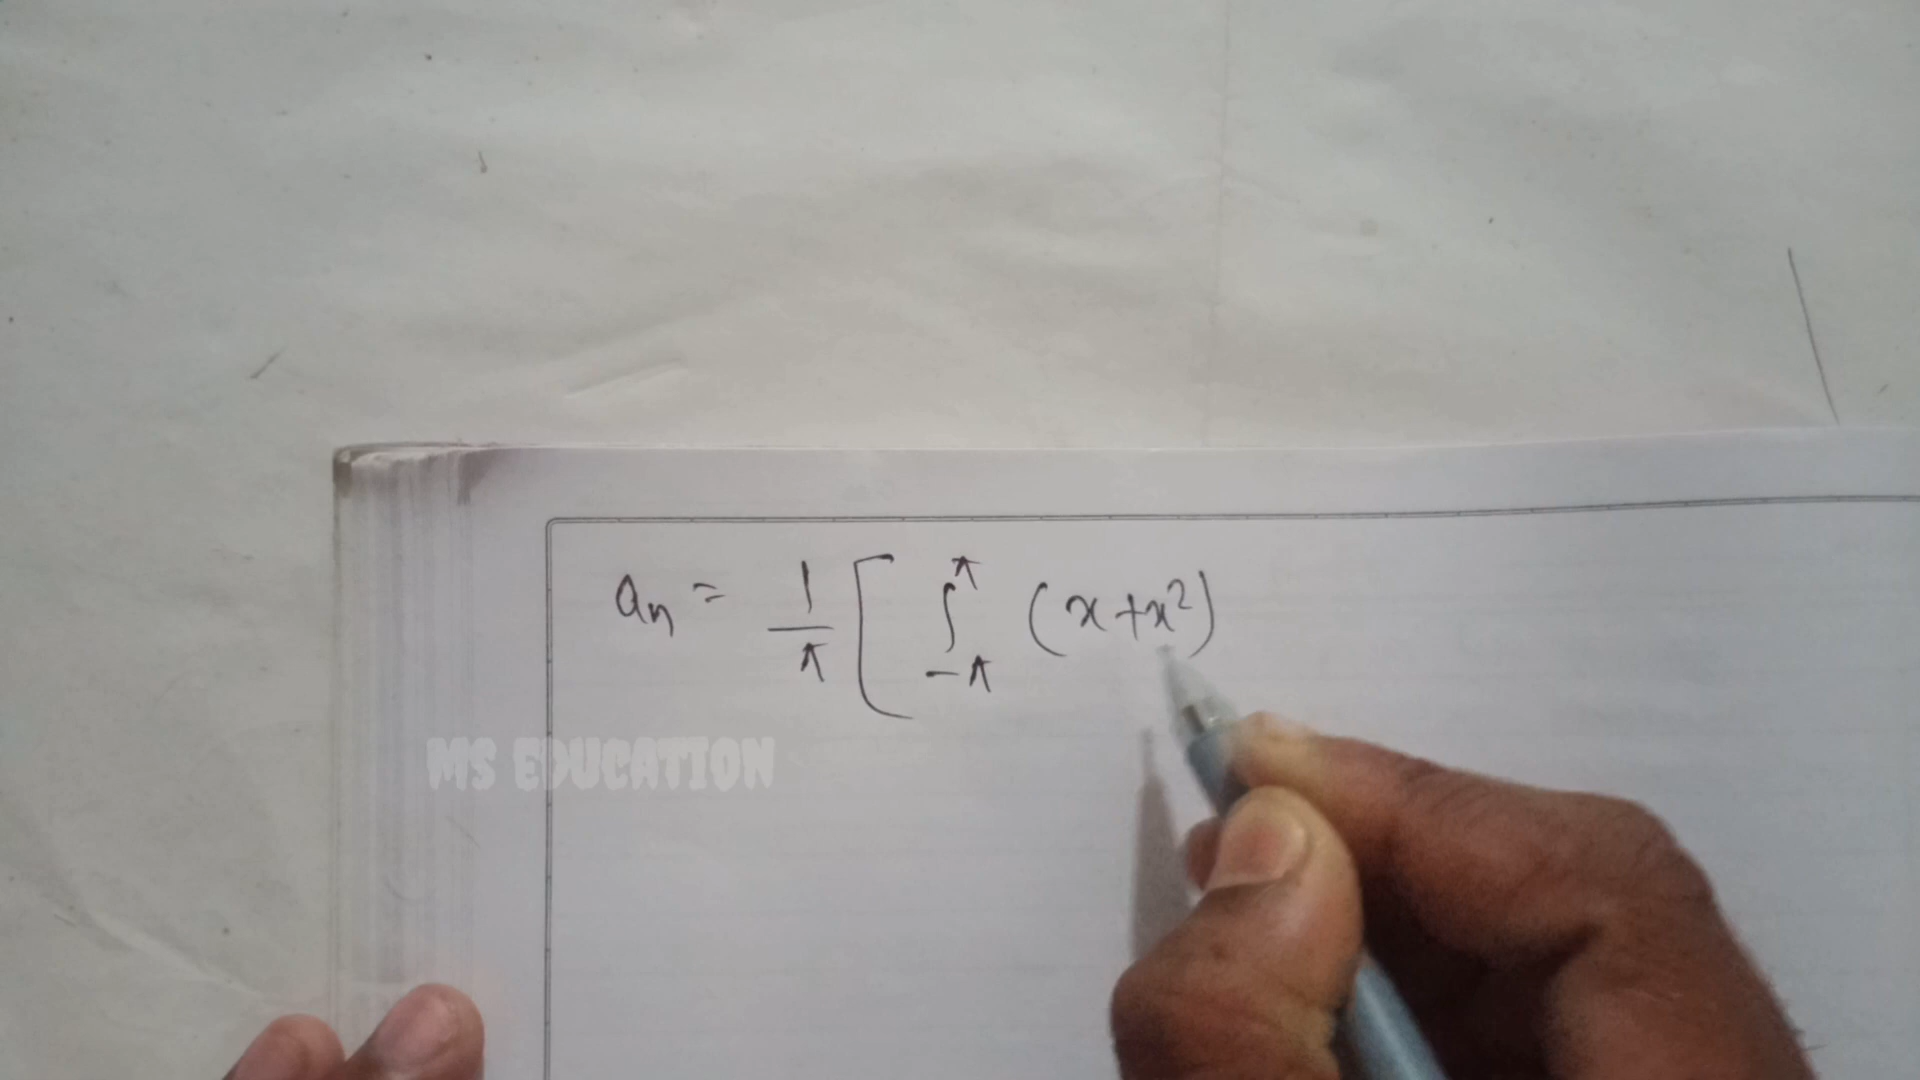 aₙ = 1/π [ ∫_{-π}^{π} (x+x²)
MS EDUCATION